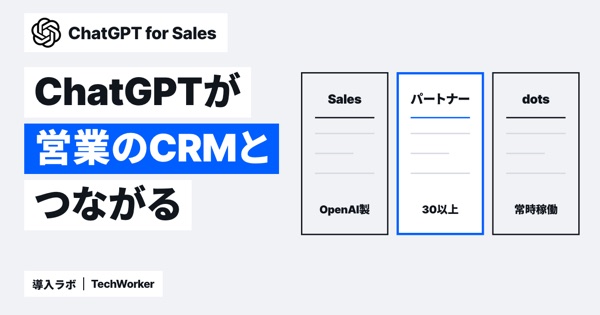 ChatGPT for Sales
ChatGPTが
営業のCRMと
つながる
Sales
OpenAI製
パートナー
30以上
dots
常時稼働
導入ラボ | TechWorker